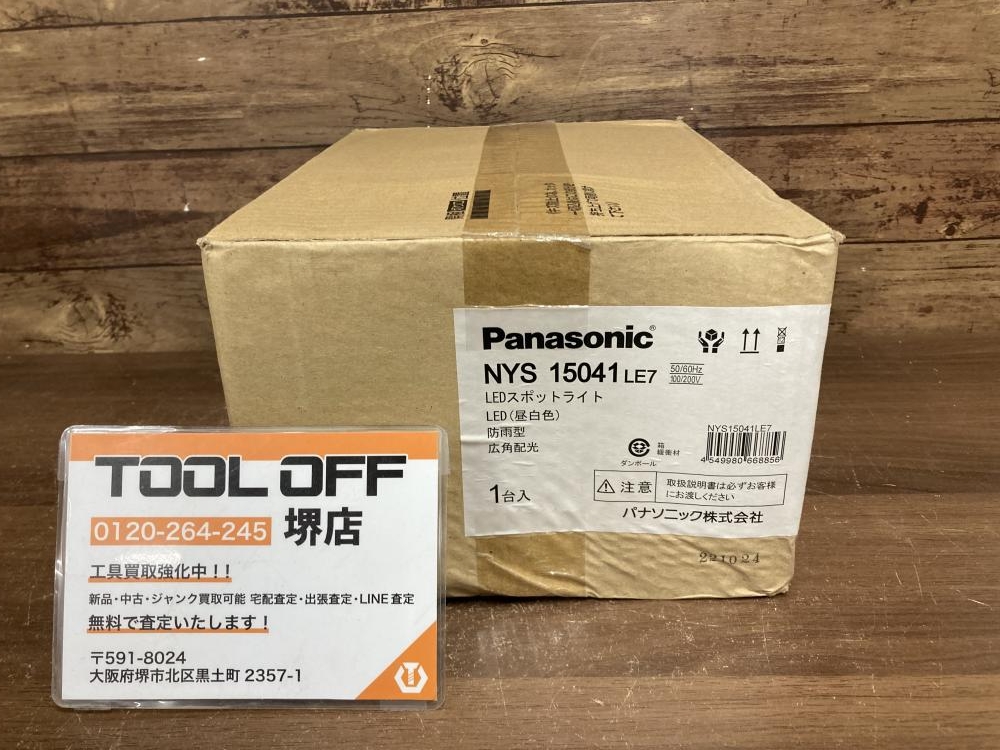 Panasonic®
NYS 15041 LE7
50/60Hz
100/200V
LEDスポットライト
LED(昼白色)
防雨型
広角配光
1台入
箱
緩衝材
ダンボール
NYS15041LE7
4 549980 668856
注意
取扱説明書は必ずお客様
にお渡しください
パナソニック株式会社
221024
TOOL OFF
0120-264-245 堺店
工具買取強化中!!
新品・中古・ジャンク買取可能 宅配査定・出張査定・LINE査定
無料で査定いたします!
〒591-8024
大阪府堺市北区黒土町 2357-1